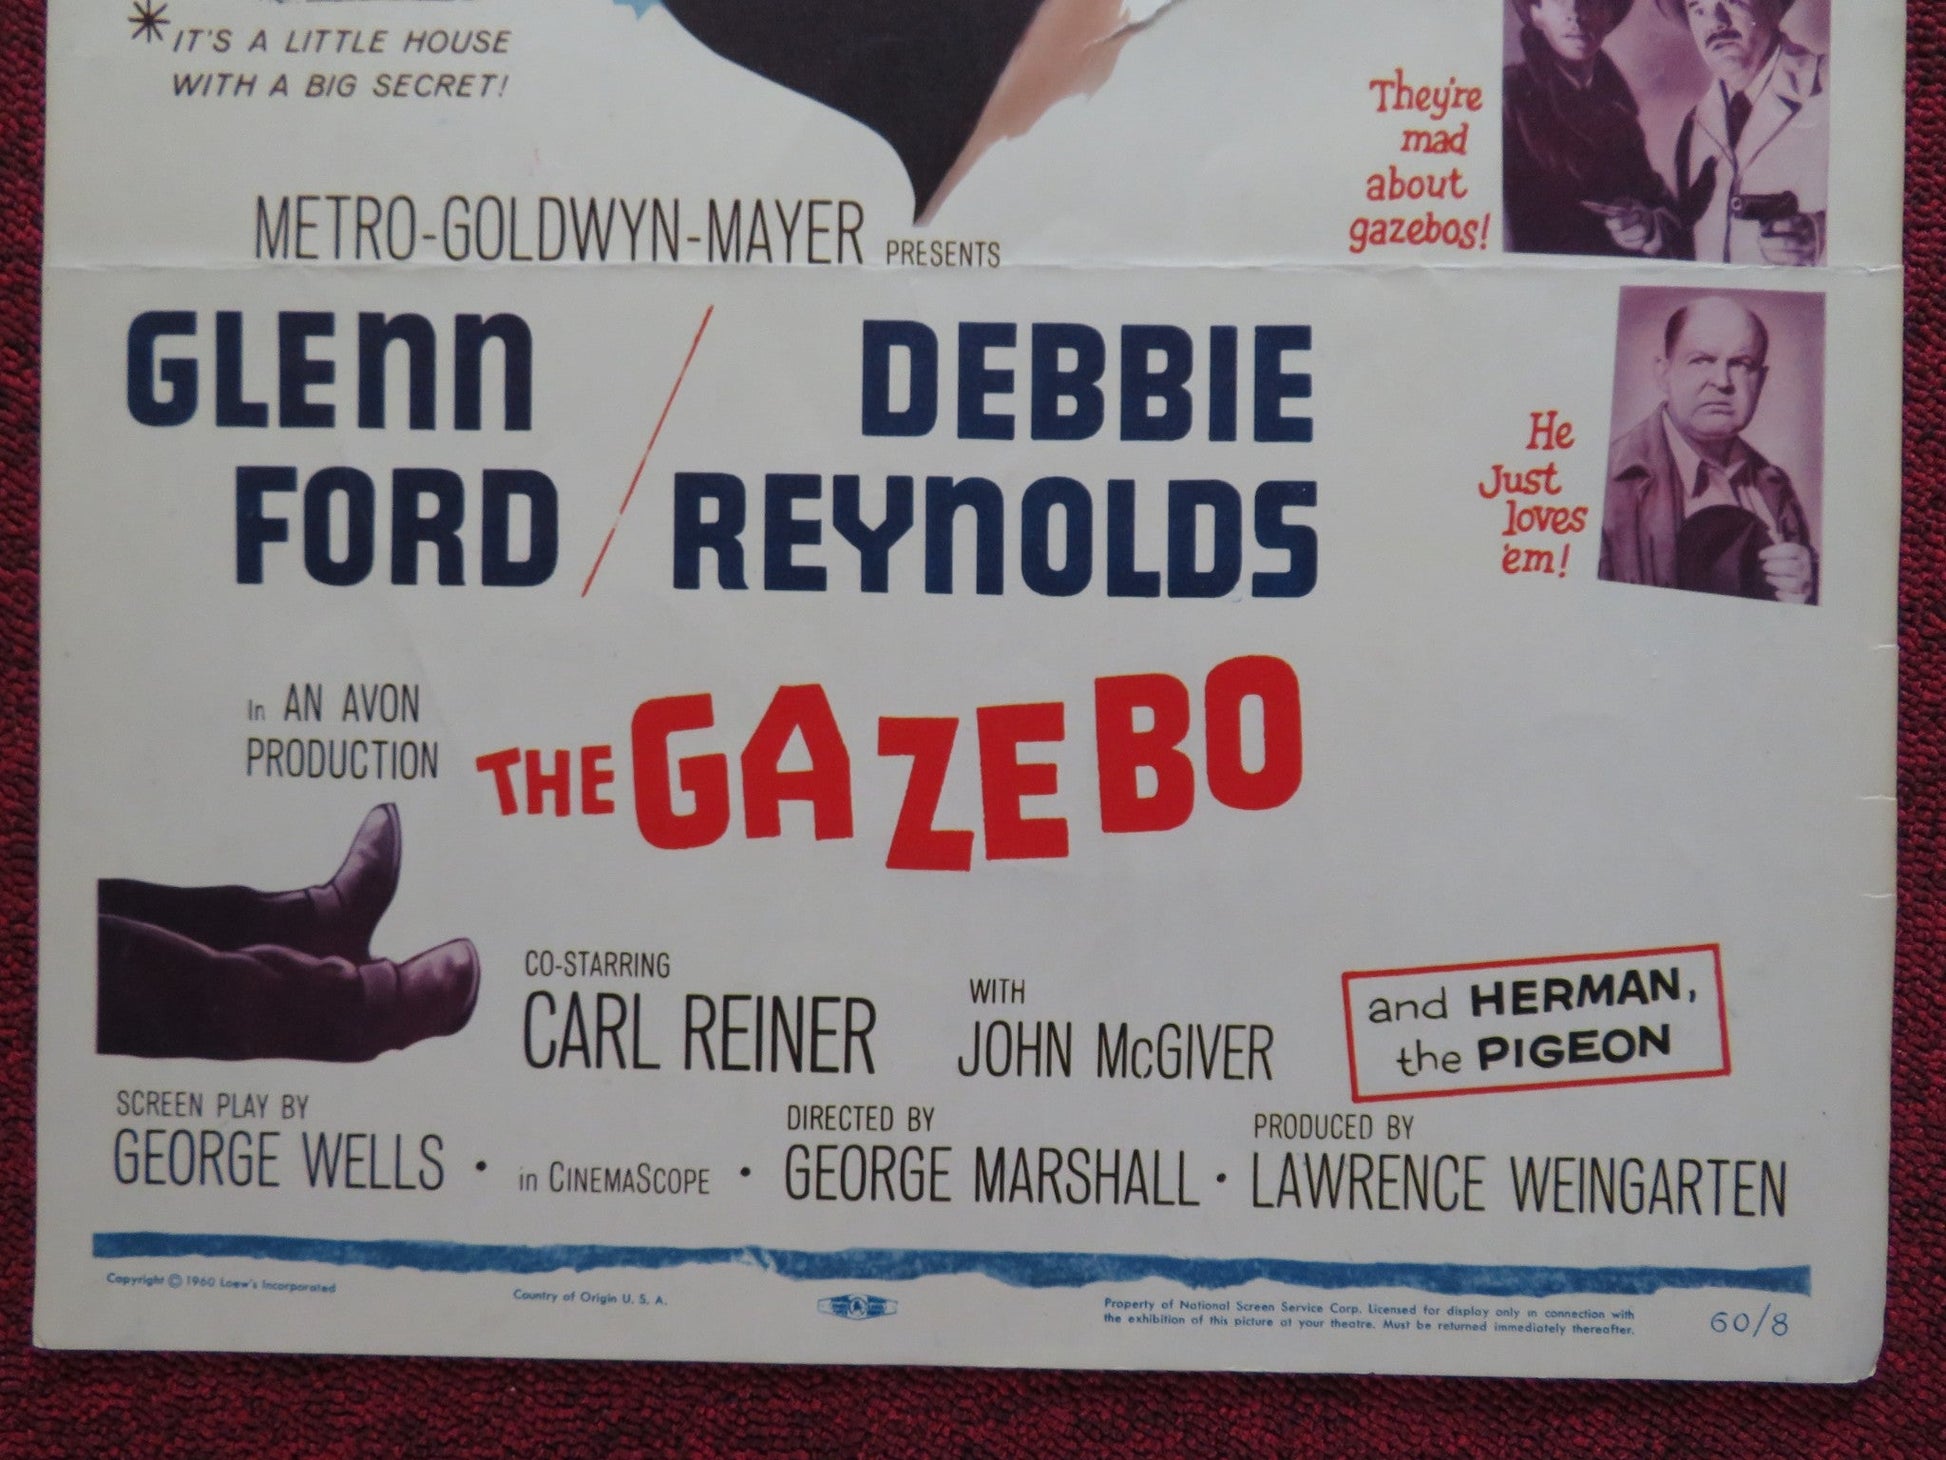 *IT'S A LITTLE HOUSE
WITH A BIG SECRET!
They're
mad
about
gazebos!
METRO-GOLDWYN-MAYER PRESENTS
GLENN
FORD
DEBBIE
REYNOLDS
He
Just
loves
'em!
In AN AVON
PRODUCTION
THE GAZEBO
CO-STARRING
CARL REINER
WITH
JOHN McGIVER
and HERMAN,
the PIGEON
SCREEN PLAY BY
GEORGE WELLS
• in CINEMASCOPE •
DIRECTED BY
GEORGE MARSHALL •
PRODUCED BY
LAWRENCE WEINGARTEN
Copyright © 1960 Loew's Incorporated
Country of Origin U. S. A.
Property of National Screen Service Corp. Licensed for display only in connection with
the exhibition of this picture at your theatre. Must be returned immediately thereafter.
60/8